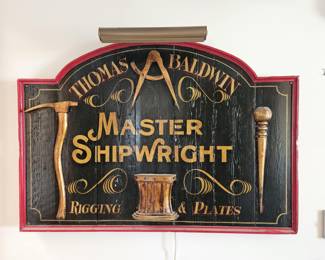 THOMAS BALDWIN
MASTER
SHIPWRIGHT
RIGGING & PLATES